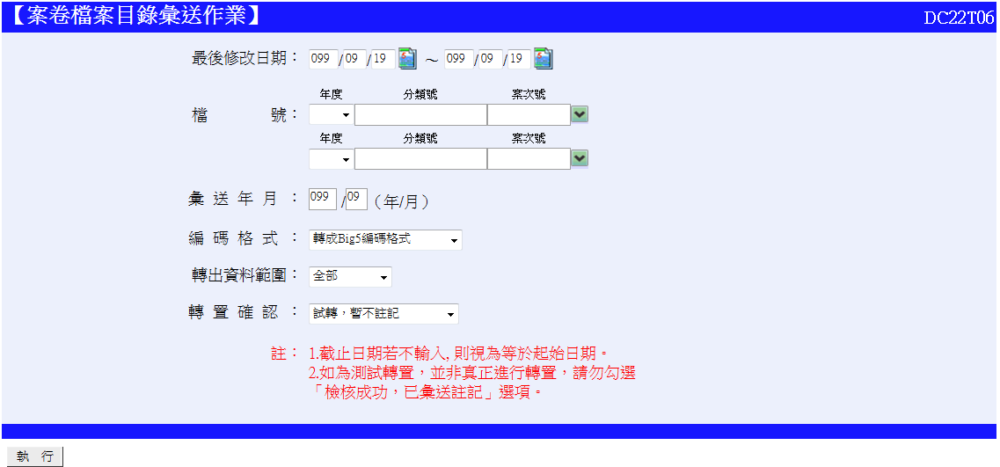 【案卷檔案目錄彙送作業】 DC22T06
最後修改日期： 099 / 09 / 19 ～ 099 / 09 / 19
年度 分類號 案次號
檔 號：
年度 分類號 案次號
彙 送 年 月 ： 099 / 09 （年/月）
編 碼 格 式 ： 轉成Big5編碼格式
轉出資料範圍： 全部
轉 置 確 認 ： 試轉，暫不註記
註： 1.截止日期若不輸入, 則視為等於起始日期。
2.如為測試轉置，並非真正進行轉置，請勿勾選
「檢核成功，已彙送註記」選項。
執 行